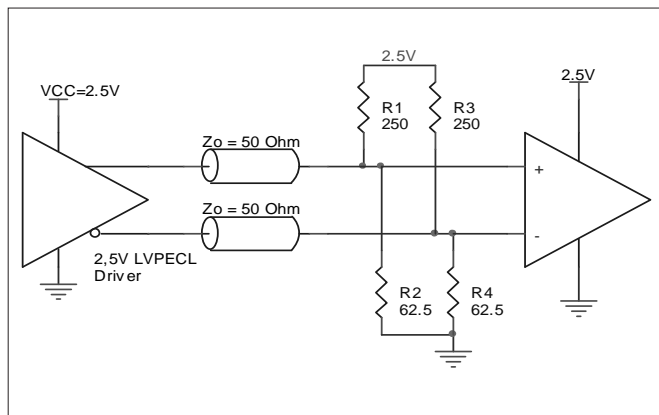 2.5V
VCC=2.5V
2.5V
R1
250
R3
250
Zo = 50 Ohm
+
Zo = 50 Ohm
-
2,5V LVPECL
Driver
R2
62.5
R4
62.5